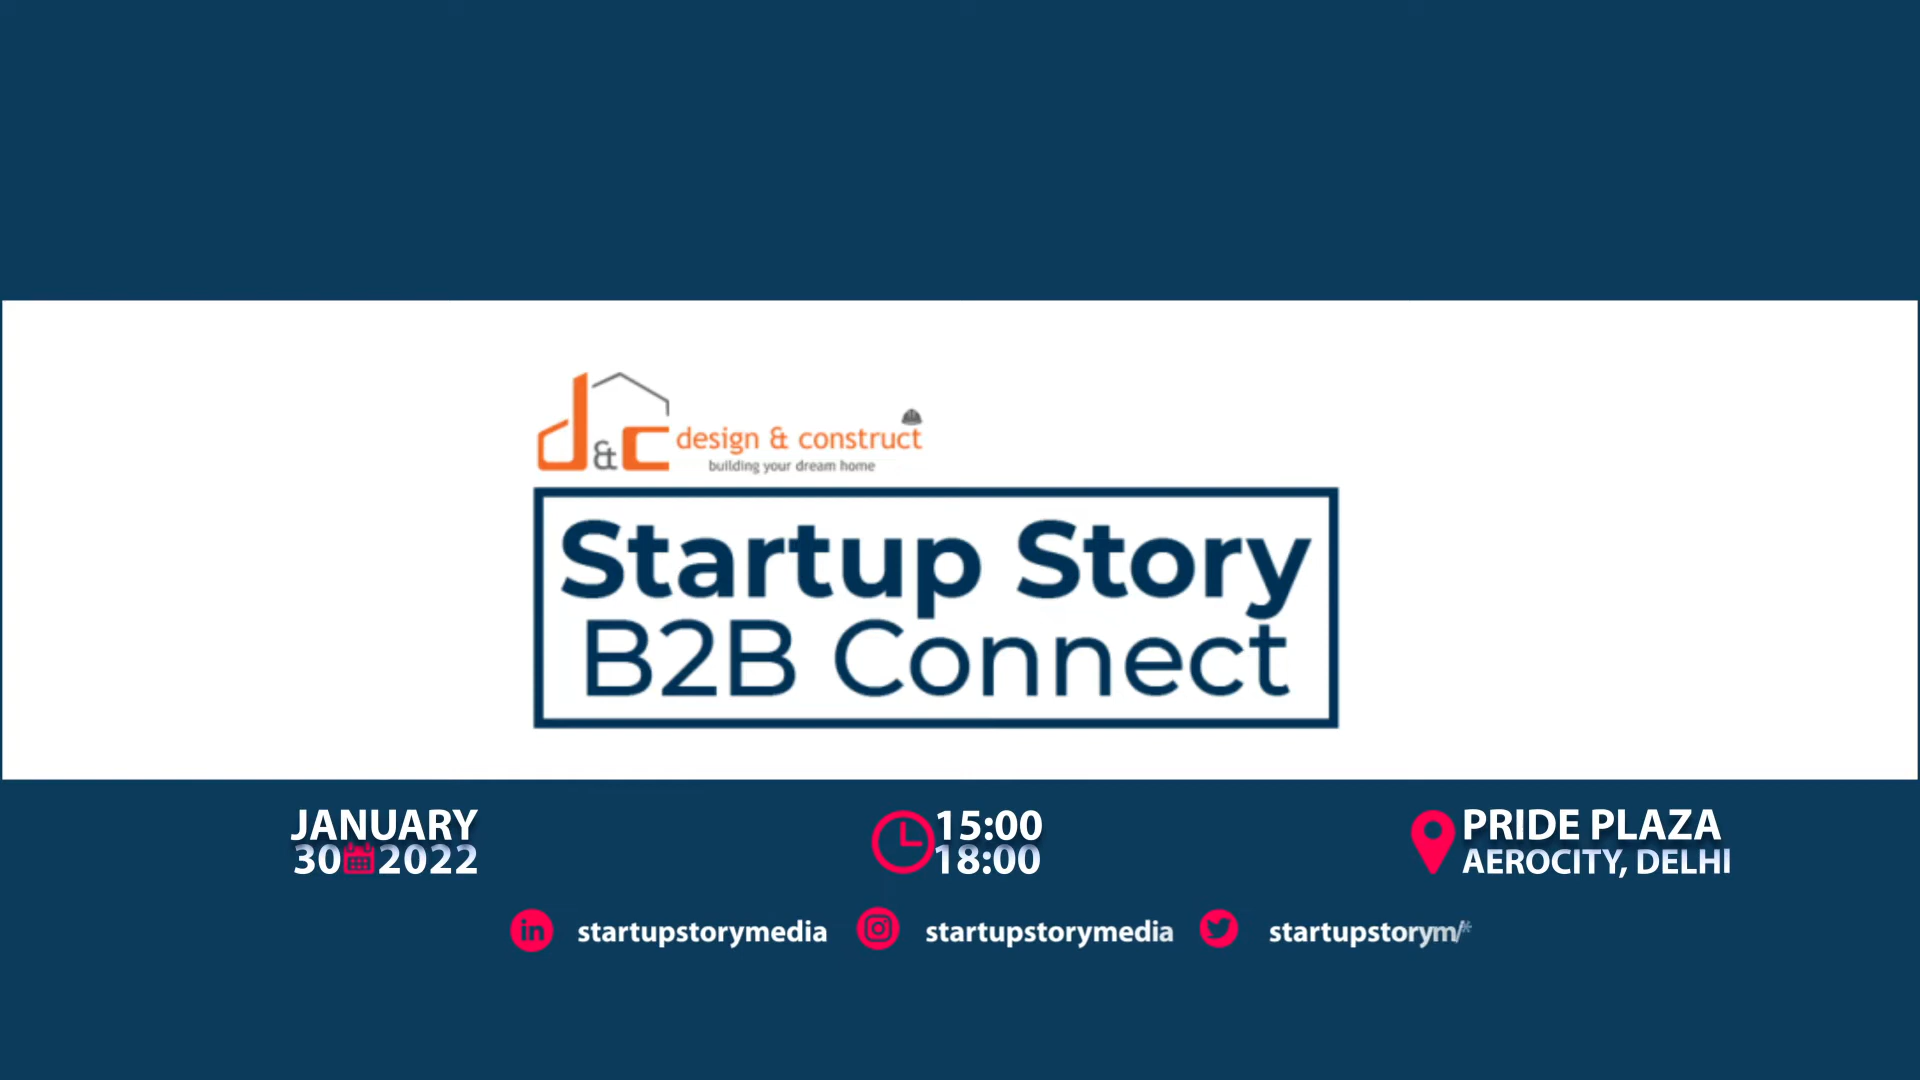 d&c design & construct
building your dream home
Startup Story
B2B Connect
JANUARY
30 2022
15:00
18:00
PRIDE PLAZA
AEROCITY, DELHI
in startupstorymedia
startupstorymedia
startupstorym